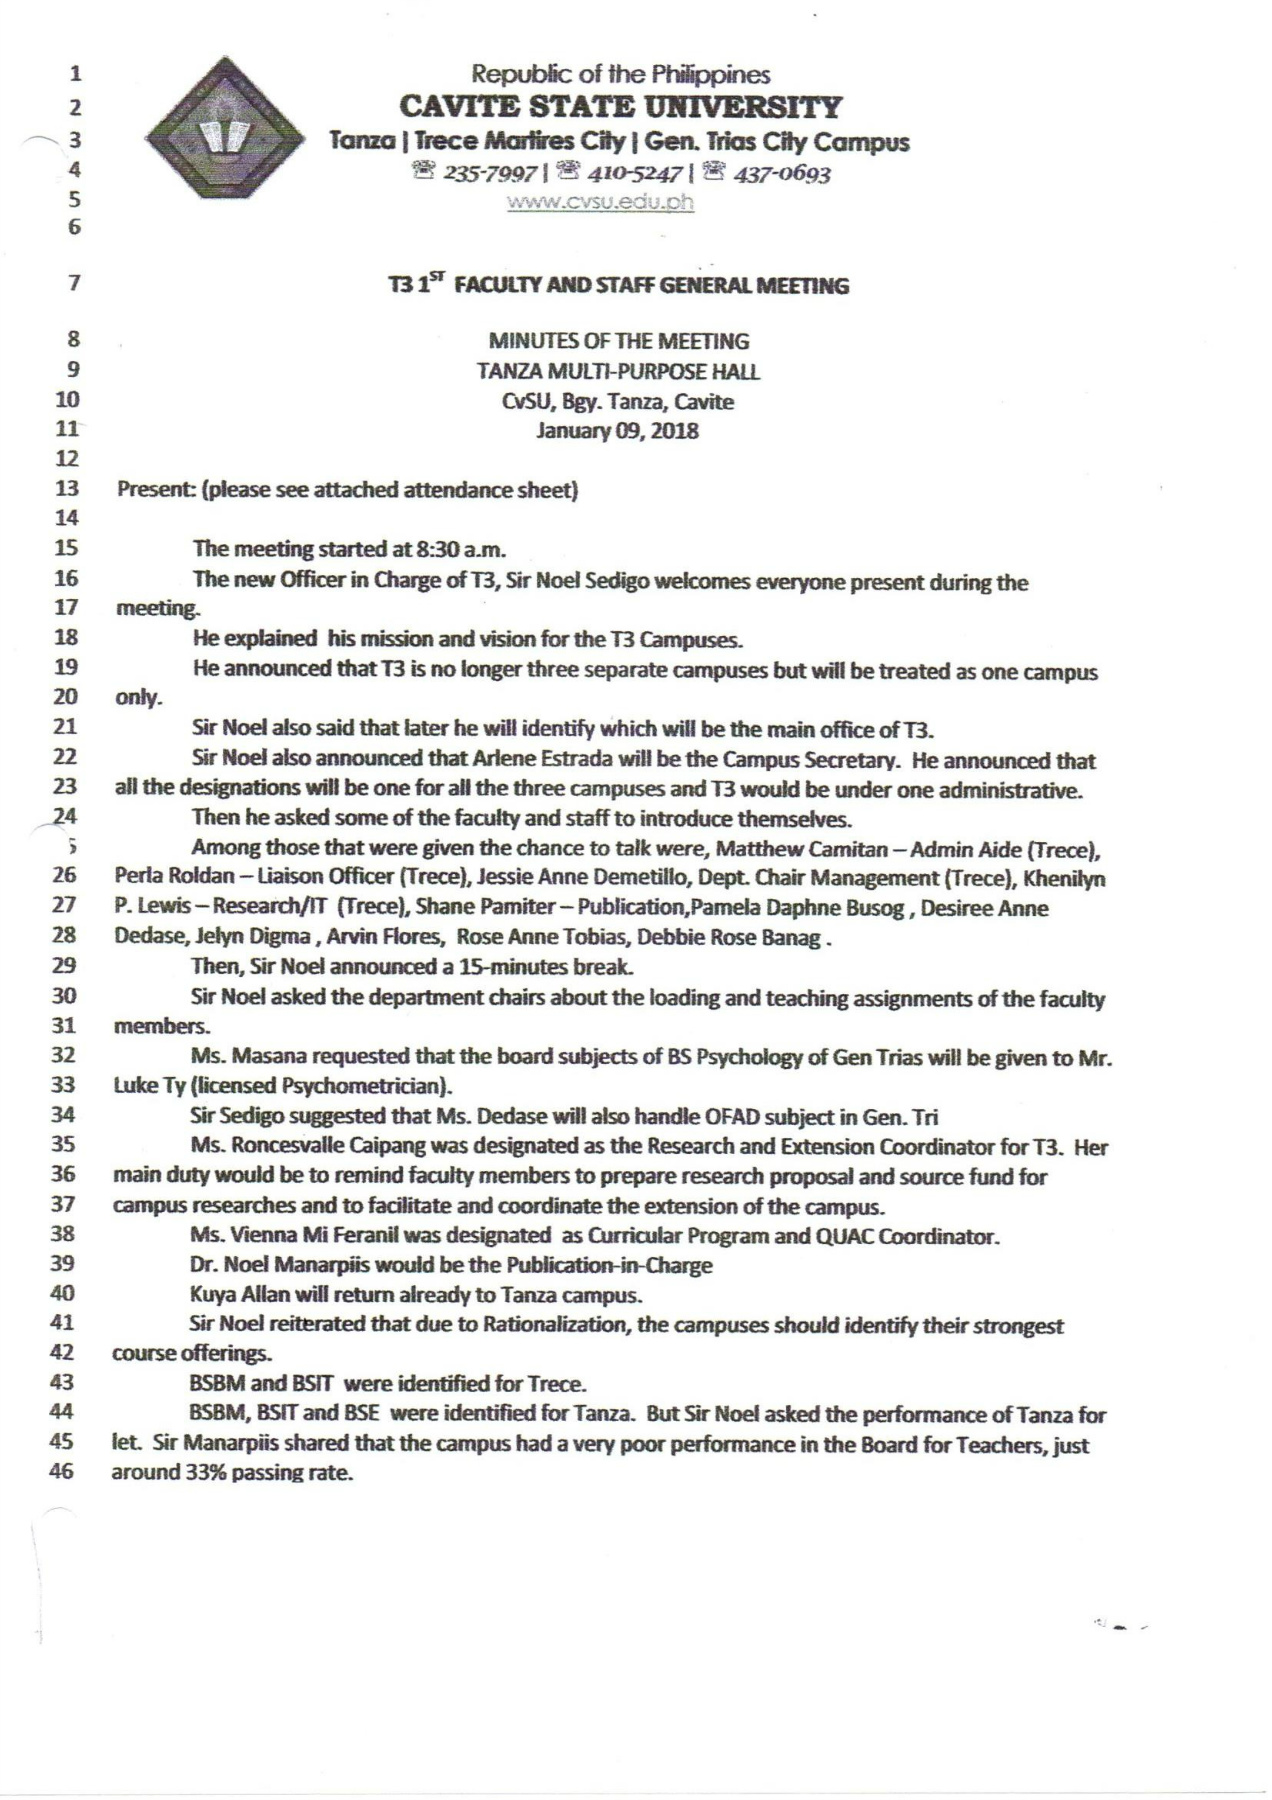 1 Republic of the Philippines
2 CAVITE STATE UNIVERSITY
3 Tanza | Trece Martires City | Gen. Trias City Campus
4 ☏ 235-7997 | ☏ 410-5247 | ☏ 437-0693
5 www.cvsu.edu.ph
6
7 T3 1ST FACULTY AND STAFF GENERAL MEETING
8 MINUTES OF THE MEETING
9 TANZA MULTI-PURPOSE HALL
10 CvSU, Bgy. Tanza, Cavite
11 January 09, 2018
12
13 Present: (please see attached attendance sheet)
14
15 The meeting started at 8:30 a.m.
16 The new Officer in Charge of T3, Sir Noel Sedigo welcomes everyone present during the
17 meeting.
18 He explained his mission and vision for the T3 Campuses.
19 He announced that T3 is no longer three separate campuses but will be treated as one campus
20 only.
21 Sir Noel also said that later he will identify which will be the main office of T3.
22 Sir Noel also announced that Arlene Estrada will be the Campus Secretary. He announced that
23 all the designations will be one for all the three campuses and T3 would be under one administrative.
24 Then he asked some of the faculty and staff to introduce themselves.
5 Among those that were given the chance to talk were, Matthew Camitan – Admin Aide (Trece),
26 Perla Roldan – Liaison Officer (Trece), Jessie Anne Demetillo, Dept. Chair Management (Trece), Khenilyn
27 P. Lewis – Research/IT (Trece), Shane Pamiter – Publication,Pamela Daphne Busog , Desiree Anne
28 Dedase, Jelyn Digma , Arvin Flores, Rose Anne Tobias, Debbie Rose Banag .
29 Then, Sir Noel announced a 15-minutes break.
30 Sir Noel asked the department chairs about the loading and teaching assignments of the faculty
31 members.
32 Ms. Masana requested that the board subjects of BS Psychology of Gen Trias will be given to Mr.
33 Luke Ty (licensed Psychometrician).
34 Sir Sedigo suggested that Ms. Dedase will also handle OFAD subject in Gen. Tri
35 Ms. Roncesvalle Caipang was designated as the Research and Extension Coordinator for T3. Her
36 main duty would be to remind faculty members to prepare research proposal and source fund for
37 campus researches and to facilitate and coordinate the extension of the campus.
38 Ms. Vienna Mi Feranil was designated as Curricular Program and QUAC Coordinator.
39 Dr. Noel Manarpiis would be the Publication-in-Charge
40 Kuya Allan will return already to Tanza campus.
41 Sir Noel reiterated that due to Rationalization, the campuses should identify their strongest
42 course offerings.
43 BSBM and BSIT were identified for Trece.
44 BSBM, BSIT and BSE were identified for Tanza. But Sir Noel asked the performance of Tanza for
45 let. Sir Manarpiis shared that the campus had a very poor performance in the Board for Teachers, just
46 around 33% passing rate.